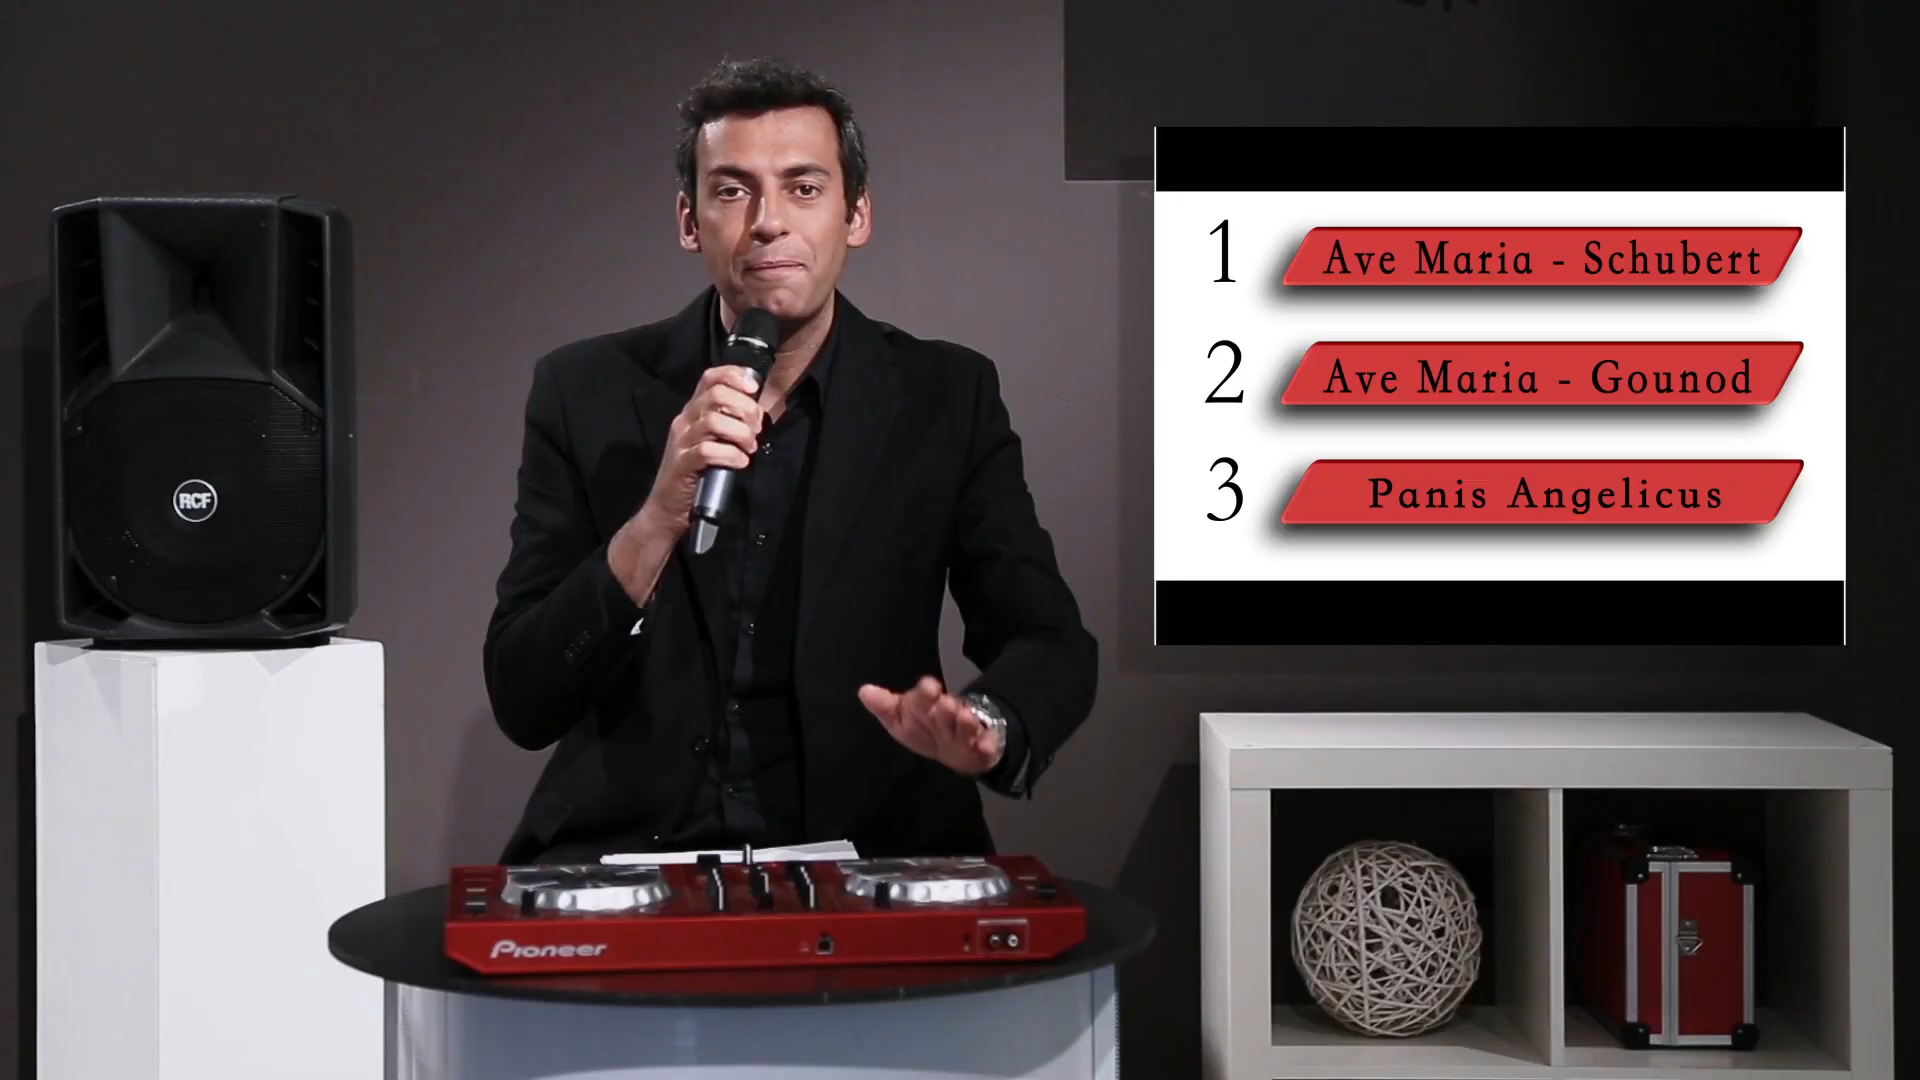 RCF
1 Ave Maria - Schubert
2 Ave Maria - Gounod
3 Panis Angelicus
Pioneer